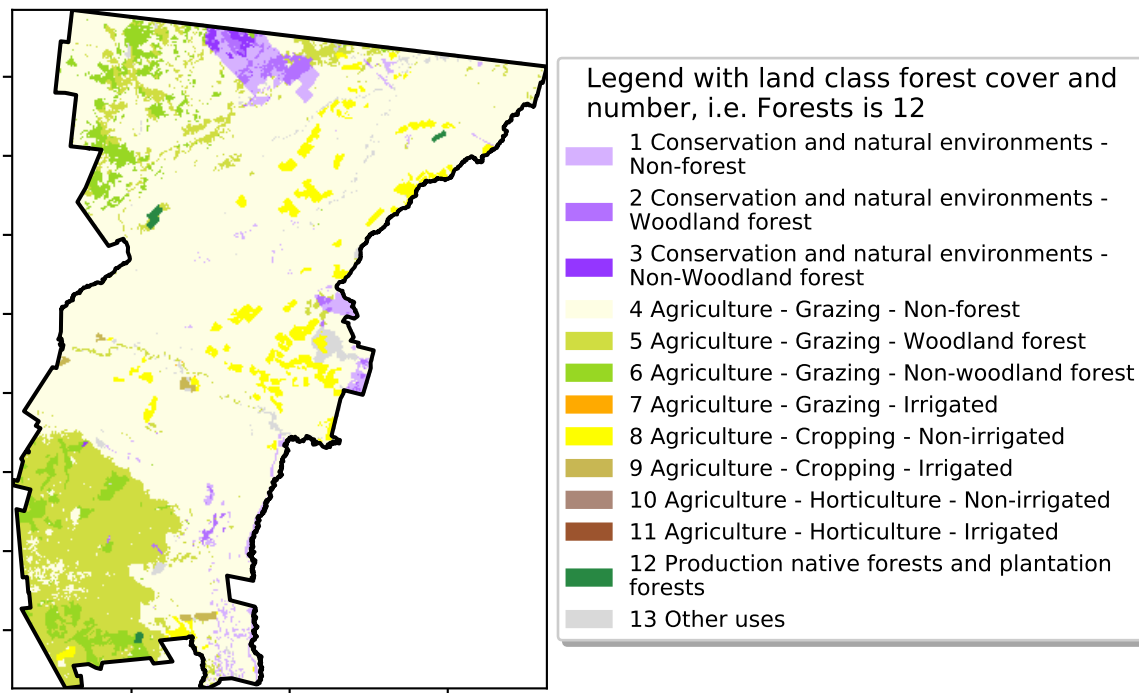 Legend with land class forest cover and
number, i.e. Forests is 12
1 Conservation and natural environments -
Non-forest
2 Conservation and natural environments -
Woodland forest
3 Conservation and natural environments -
Non-Woodland forest
4 Agriculture - Grazing - Non-forest
5 Agriculture - Grazing - Woodland forest
6 Agriculture - Grazing - Non-woodland forest
7 Agriculture - Grazing - Irrigated
8 Agriculture - Cropping - Non-irrigated
9 Agriculture - Cropping - Irrigated
10 Agriculture - Horticulture - Non-irrigated
11 Agriculture - Horticulture - Irrigated
12 Production native forests and plantation
forests
13 Other uses